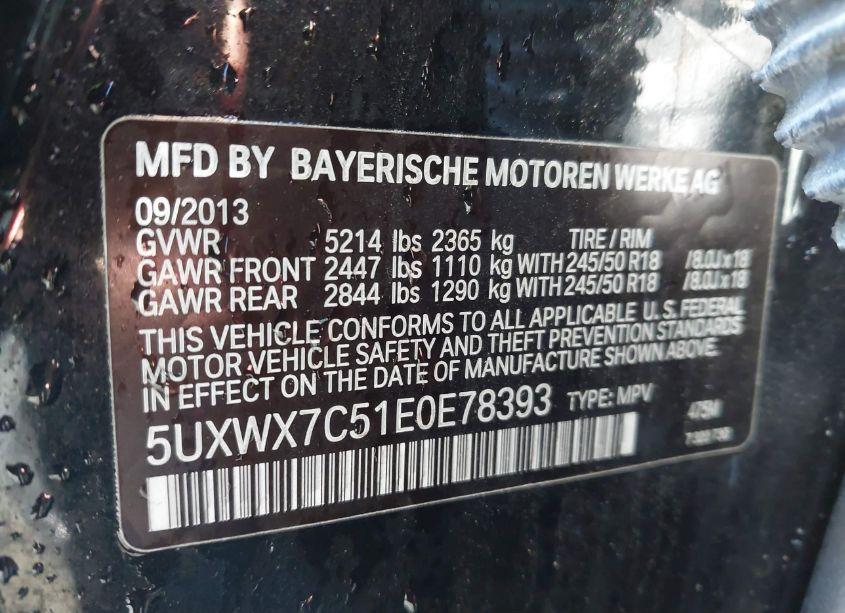 MFD BY BAYERISCHE MOTOREN WERKE AG
09/2013
GVWR 5214 lbs 2365 kg TIRE / RIM
GAWR FRONT 2447 lbs 1110 kg WITH 245/50 R18 /8.0J x 18
GAWR REAR 2844 lbs 1290 kg WITH 245/50 R18 /8.0J x 18
THIS VEHICLE CONFORMS TO ALL APPLICABLE U.S. FEDERAL
MOTOR VEHICLE SAFETY AND THEFT PREVENTION STANDARDS
IN EFFECT ON THE DATE OF MANUFACTURE SHOWN ABOVE.
5UXWX7C51E0E78393 TYPE: MPV 475M